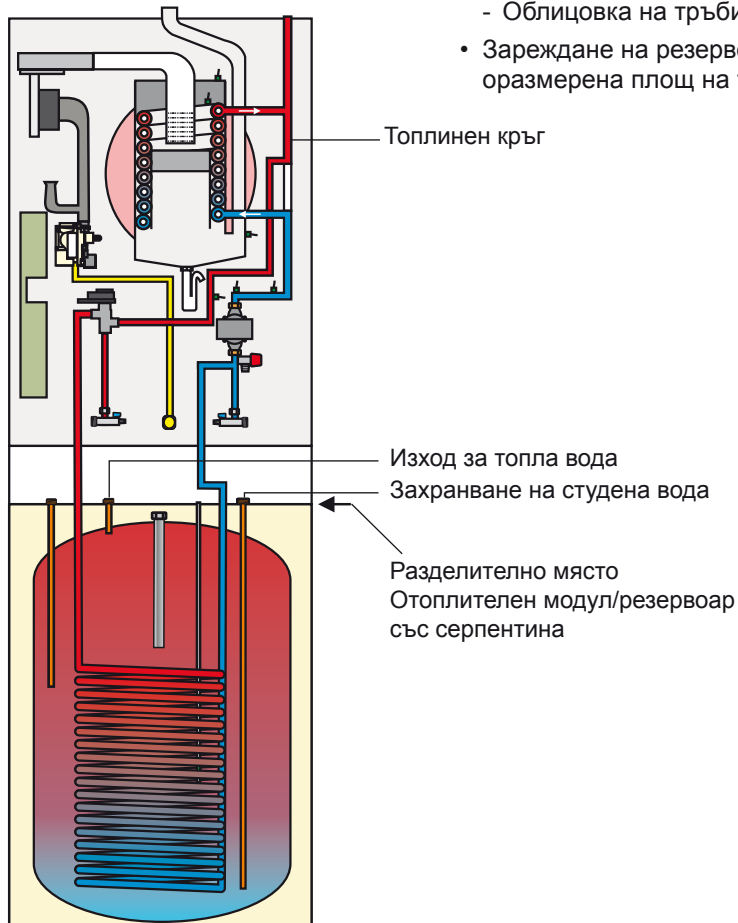 - Облицовка на тръби
• Зареждане на резерво
оразмерена площ на
Топлинен кръг
Изход за топла вода
Захранване на студена вода
Разделително място
Отоплителен модул/резервоар
със серпентина